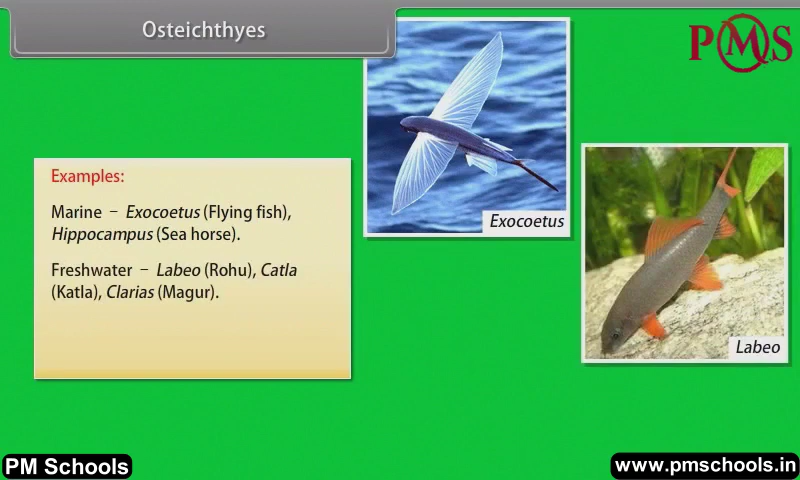 Osteichthyes
PMS
Examples:
Marine – Exocoetus (Flying fish),
Hippocampus (Sea horse).
Freshwater – Labeo (Rohu), Catla
(Katla), Clarias (Magur).
Exocoetus
Labeo
PM Schools
www.pmschools.in